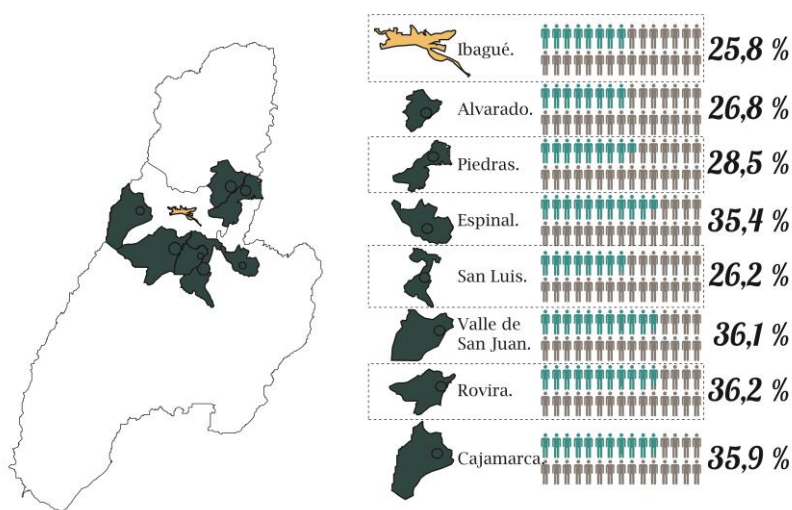 Ibagué.
25,8 %
Alvarado.
26,8 %
Piedras.
28,5 %
Espinal.
35,4 %
San Luis.
26,2 %
Valle de
San Juan.
36,1 %
Rovira.
36,2 %
Cajamarca.
35,9 %